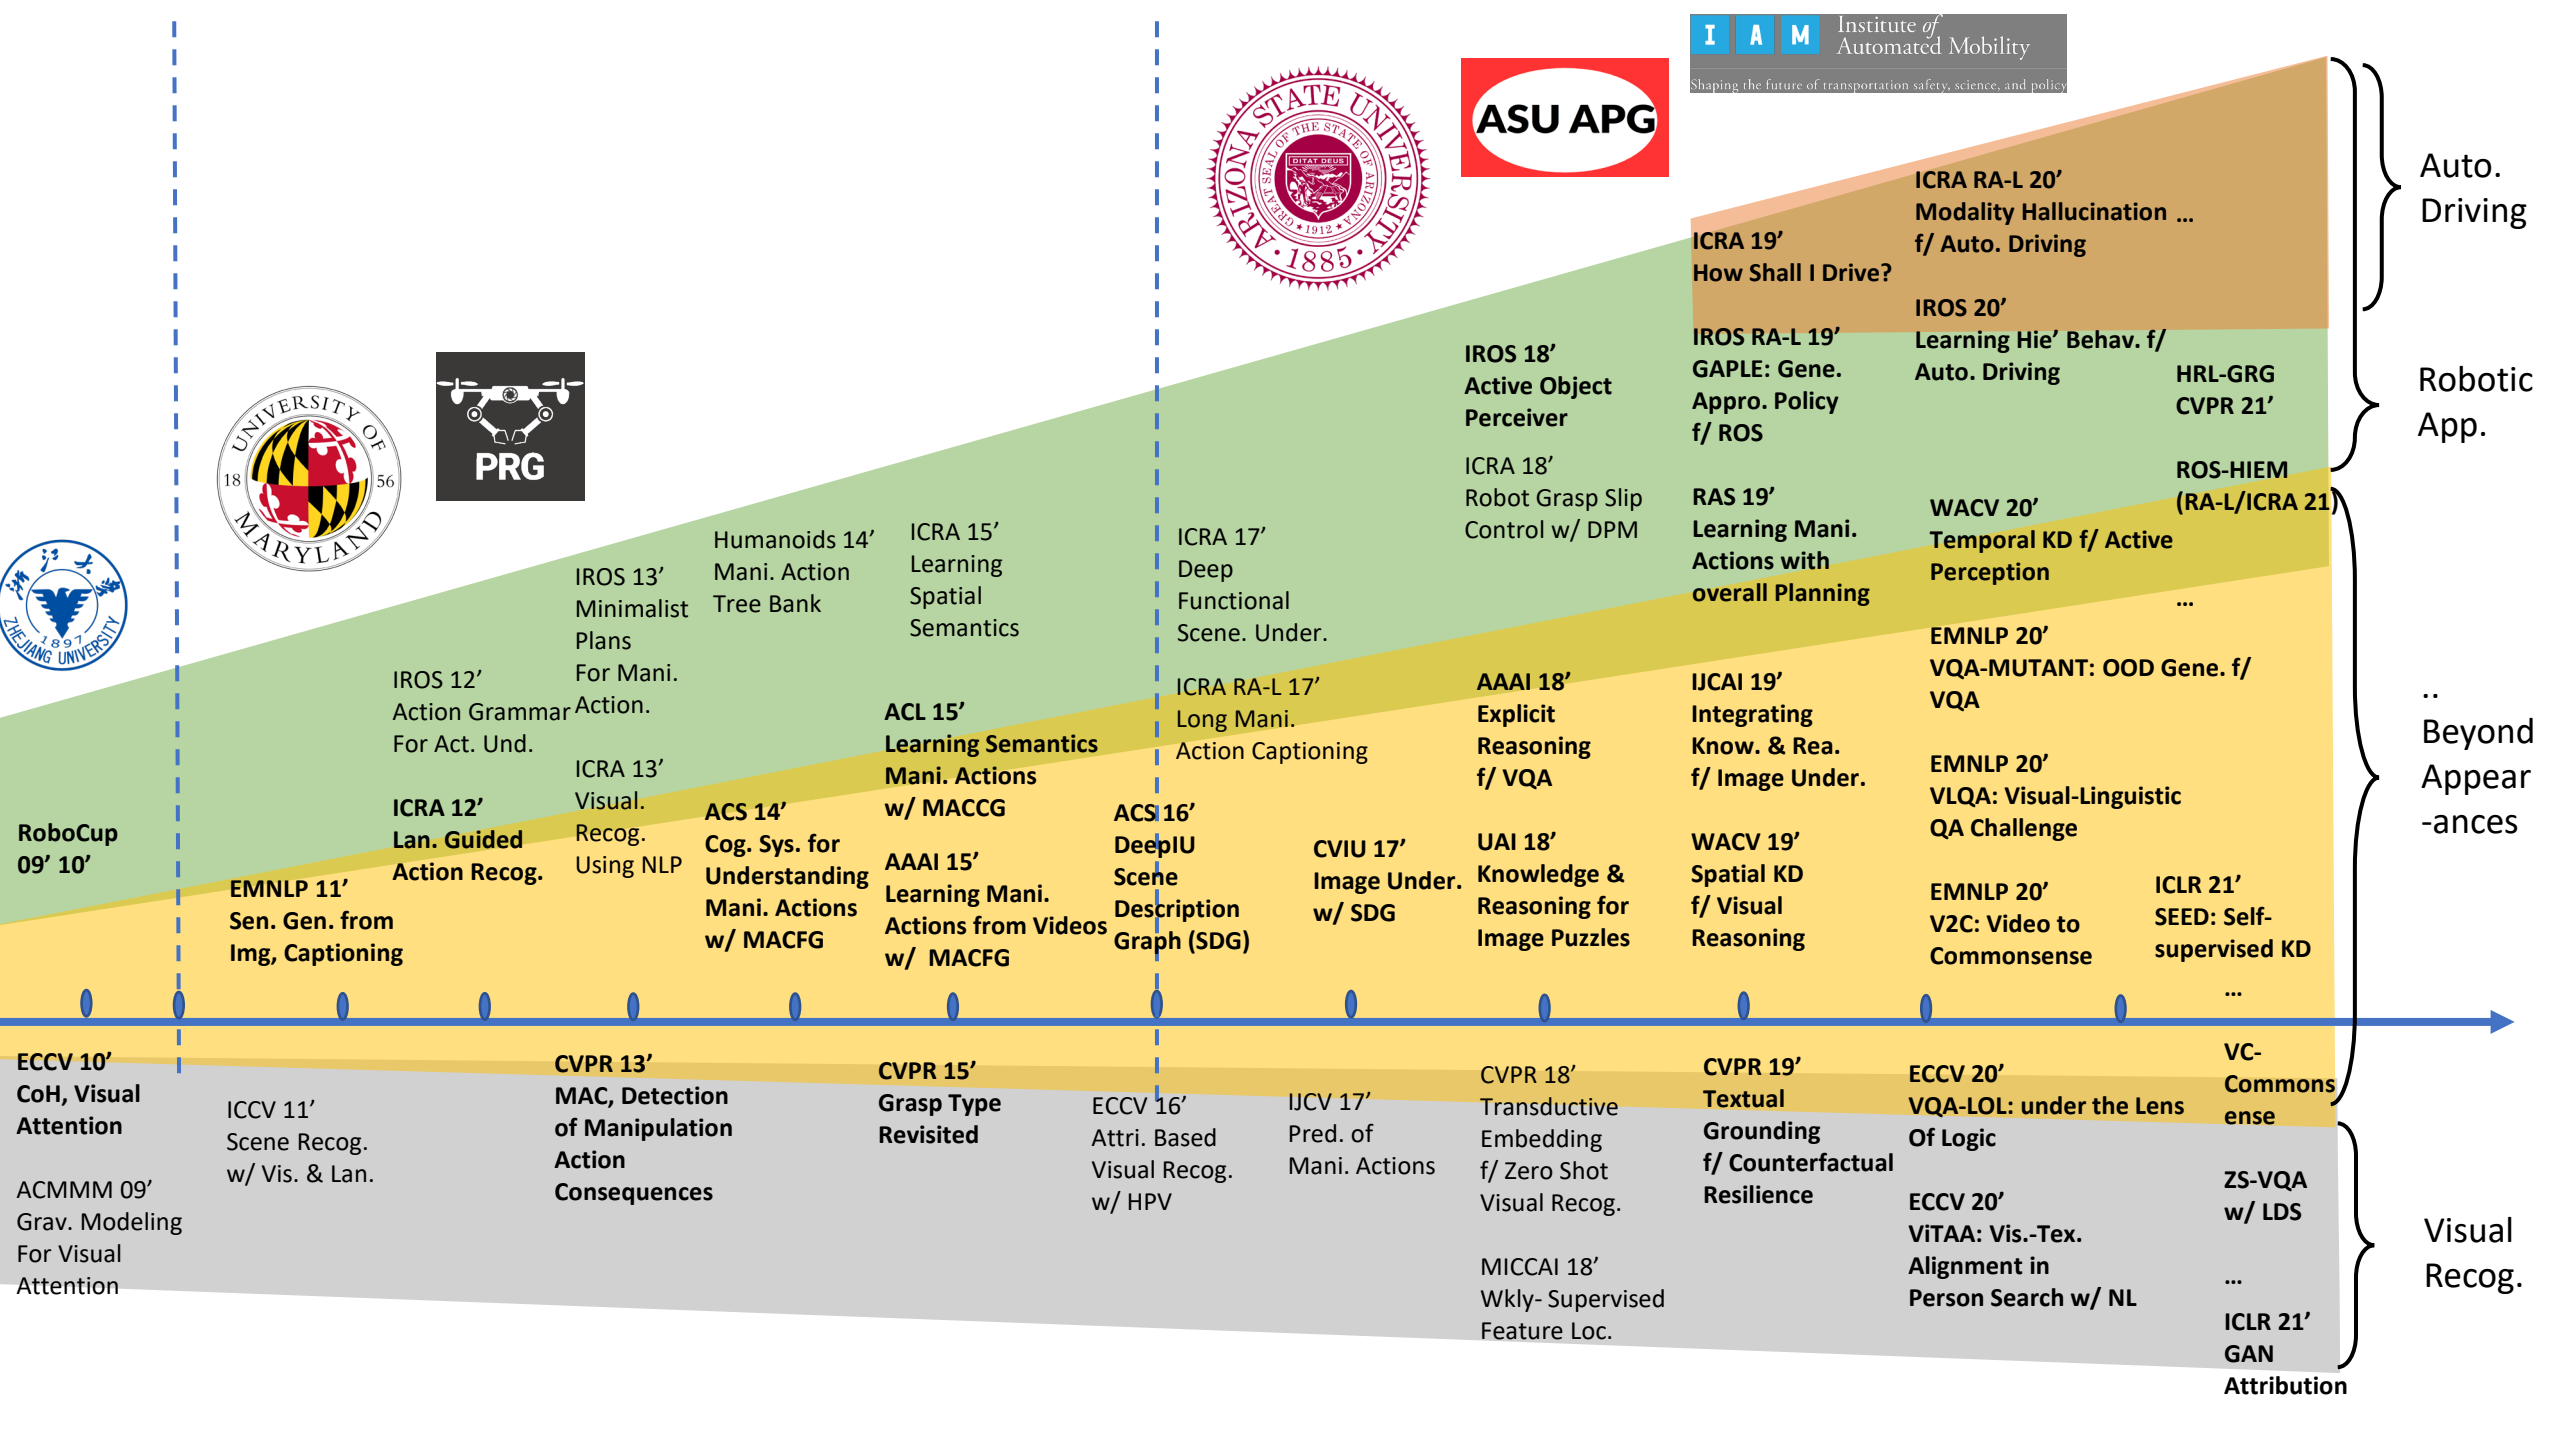 I A M
Institute of
Automated Mobility
Shaping the future of transportation safety, science, and policy
ARIZONA STATE UNIVERSITY
GREAT SEAL OF THE STATE OF ARIZONA
DITAT DEUS
1912
1885
ASU APG
UNIVERSITY OF
18 56
MARYLAND
PRG
浙江大学
1897
ZHEJIANG UNIVERSITY
Auto.
Driving
Robotic
App.
..
Beyond
Appear
-ances
Visual
Recog.
RoboCup
09’ 10’
EMNLP 11’
Sen. Gen. from
Img, Captioning
IROS 12’
Action Grammar
For Act. Und.
ICRA 12’
Lan. Guided
Action Recog.
IROS 13’
Minimalist
Plans
For Mani.
Action.
ICRA 13’
Visual.
Recog.
Using NLP
Humanoids 14’
Mani. Action
Tree Bank
ACS 14’
Cog. Sys. for
Understanding
Mani. Actions
w/ MACFG
ICRA 15’
Learning
Spatial
Semantics
ACL 15’
Learning Semantics
Mani. Actions
w/ MACCG
AAAI 15’
Learning Mani.
Actions from Videos
w/ MACFG
ACS 16’
DeepIU
Scene
Description
Graph (SDG)
ICRA 17’
Deep
Functional
Scene. Under.
ICRA RA-L 17’
Long Mani.
Action Captioning
CVIU 17’
Image Under.
w/ SDG
IROS 18’
Active Object
Perceiver
ICRA 18’
Robot Grasp Slip
Control w/ DPM
AAAI 18’
Explicit
Reasoning
f/ VQA
UAI 18’
Knowledge &
Reasoning for
Image Puzzles
ICRA 19’
How Shall I Drive?
IROS RA-L 19’
GAPLE: Gene.
Appro. Policy
f/ ROS
RAS 19’
Learning Mani.
Actions with
overall Planning
IJCAI 19’
Integrating
Know. & Rea.
f/ Image Under.
WACV 19’
Spatial KD
f/ Visual
Reasoning
ICRA RA-L 20’
Modality Hallucination ...
f/ Auto. Driving
IROS 20’
Learning Hie’ Behav. f/
Auto. Driving
WACV 20’
Temporal KD f/ Active
Perception
EMNLP 20’
VQA-MUTANT: OOD Gene. f/
VQA
EMNLP 20’
VLQA: Visual-Linguistic
QA Challenge
EMNLP 20’
V2C: Video to
Commonsense
HRL-GRG
CVPR 21’
ROS-HIEM
(RA-L/ICRA 21)
...
ICLR 21’
SEED: Self-
supervised KD
...
ECCV 10’
CoH, Visual
Attention
ACMMM 09’
Grav. Modeling
For Visual
Attention
ICCV 11’
Scene Recog.
w/ Vis. & Lan.
CVPR 13’
MAC, Detection
of Manipulation
Action
Consequences
CVPR 15’
Grasp Type
Revisited
ECCV 16’
Attri. Based
Visual Recog.
w/ HPV
IJCV 17’
Pred. of
Mani. Actions
CVPR 18’
Transductive
Embedding
f/ Zero Shot
Visual Recog.
MICCAI 18’
Wkly- Supervised
Feature Loc.
CVPR 19’
Textual
Grounding
f/ Counterfactual
Resilience
ECCV 20’
VQA-LOL: under the Lens
Of Logic
ECCV 20’
ViTAA: Vis.-Tex.
Alignment in
Person Search w/ NL
VC-
Commons
ense
ZS-VQA
w/ LDS
...
ICLR 21’
GAN
Attribution